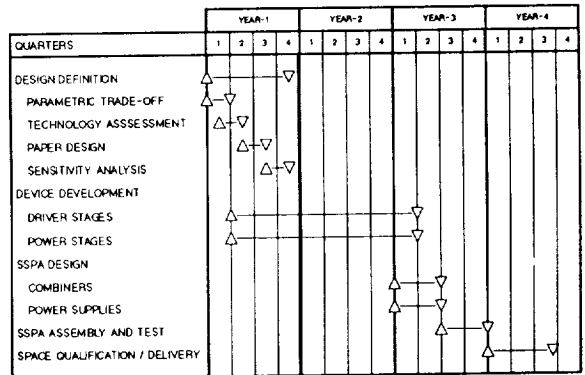 YEAR-1 YEAR-2 YEAR-3 YEAR-4
QUARTERS 1 2 3 4 1 2 3 4 1 2 3 4 1 2 3 4
DESIGN DEFINITION
PARAMETRIC TRADE-OFF
TECHNOLOGY ASSSESSMENT
PAPER DESIGN
SENSITIVITY ANALYSIS
DEVICE DEVELOPMENT
DRIVER STAGES
POWER STAGES
SSPA DESIGN
COMBINERS
POWER SUPPLIES
SSPA ASSEMBLY AND TEST
SPACE QUALIFICATION / DELIVERY